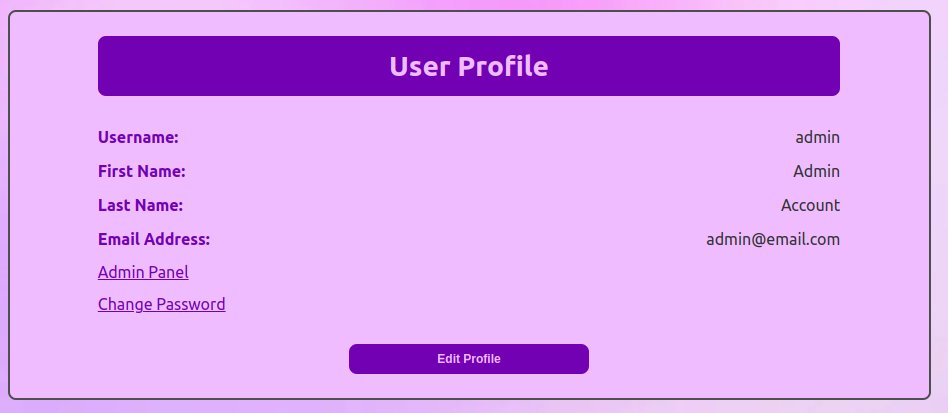 User Profile
Username: admin
First Name: Admin
Last Name: Account
Email Address: admin@email.com
Admin Panel
Change Password
Edit Profile